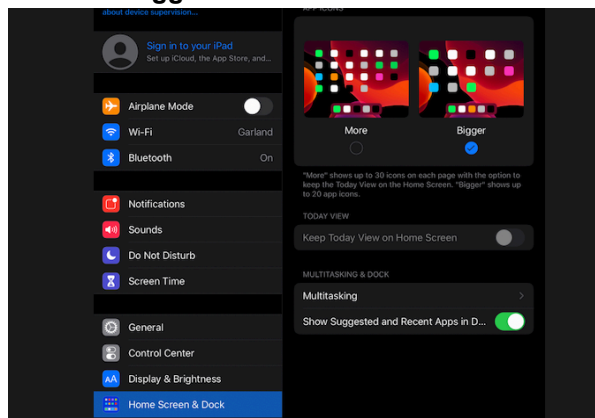 about device supervision...
Sign in to your iPad
Set up iCloud, the App Store, and...
Airplane Mode
Wi-Fi Garland
Bluetooth On
Notifications
Sounds
Do Not Disturb
Screen Time
General
Control Center
AA Display & Brightness
Home Screen & Dock
APP ICONS
More Bigger
"More" shows up to 30 icons on each page with the option to
keep the Today View on the Home Screen. "Bigger" shows up
to 20 app icons.
TODAY VIEW
Keep Today View on Home Screen
MULTITASKING & DOCK
Multitasking
Show Suggested and Recent Apps in D...